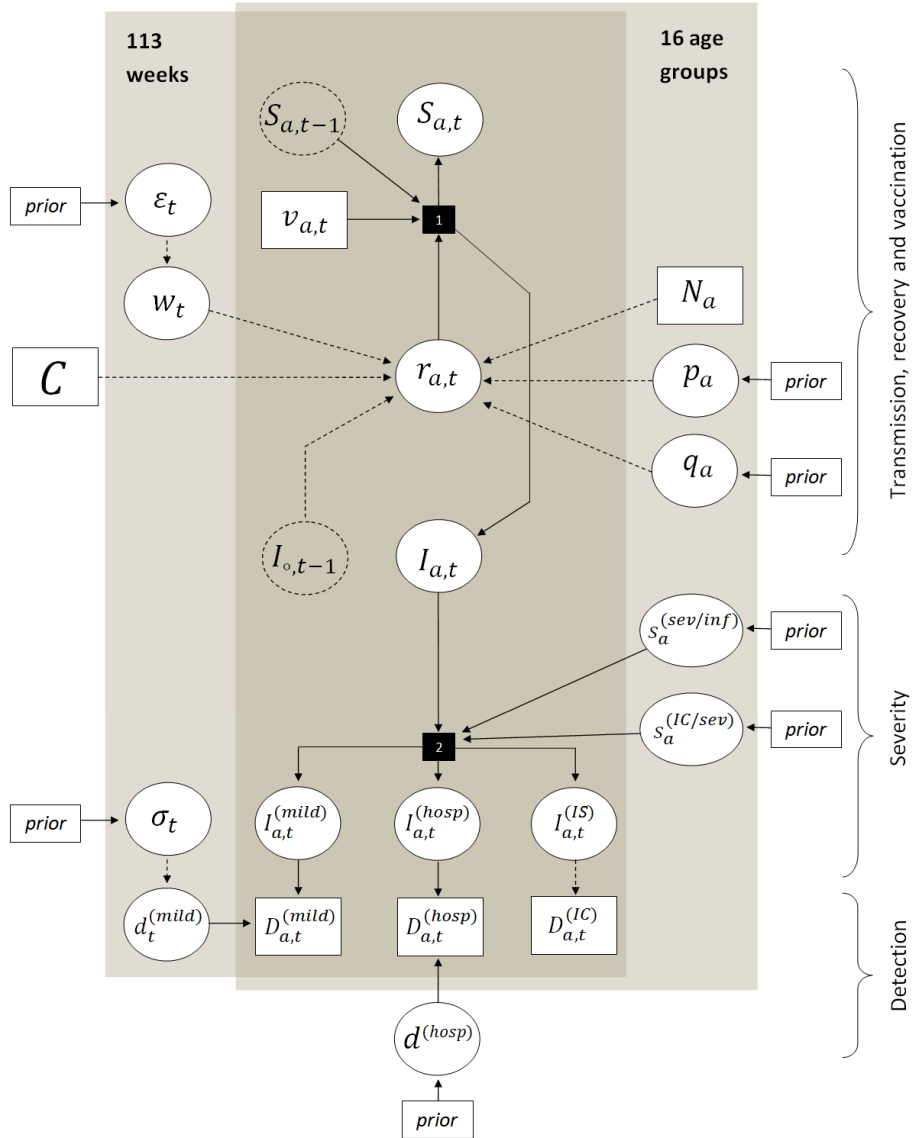 113
weeks
16 age
groups
S_{a,t-1}
S_{a,t}
prior
ε_t
v_{a,t}
1
w_t
N_a
C
r_{a,t}
p_a
prior
q_a
prior
I_{∘,t-1}
I_{a,t}
Transmission, recovery and vaccination
s_a^{(sev/inf)}
prior
s_a^{(IC/sev)}
prior
2
Severity
prior
σ_t
I_{a,t}^{(mild)}
I_{a,t}^{(hosp)}
I_{a,t}^{(IS)}
d_t^{(mild)}
D_{a,t}^{(mild)}
D_{a,t}^{(hosp)}
D_{a,t}^{(IC)}
Detection
d^{(hosp)}
prior